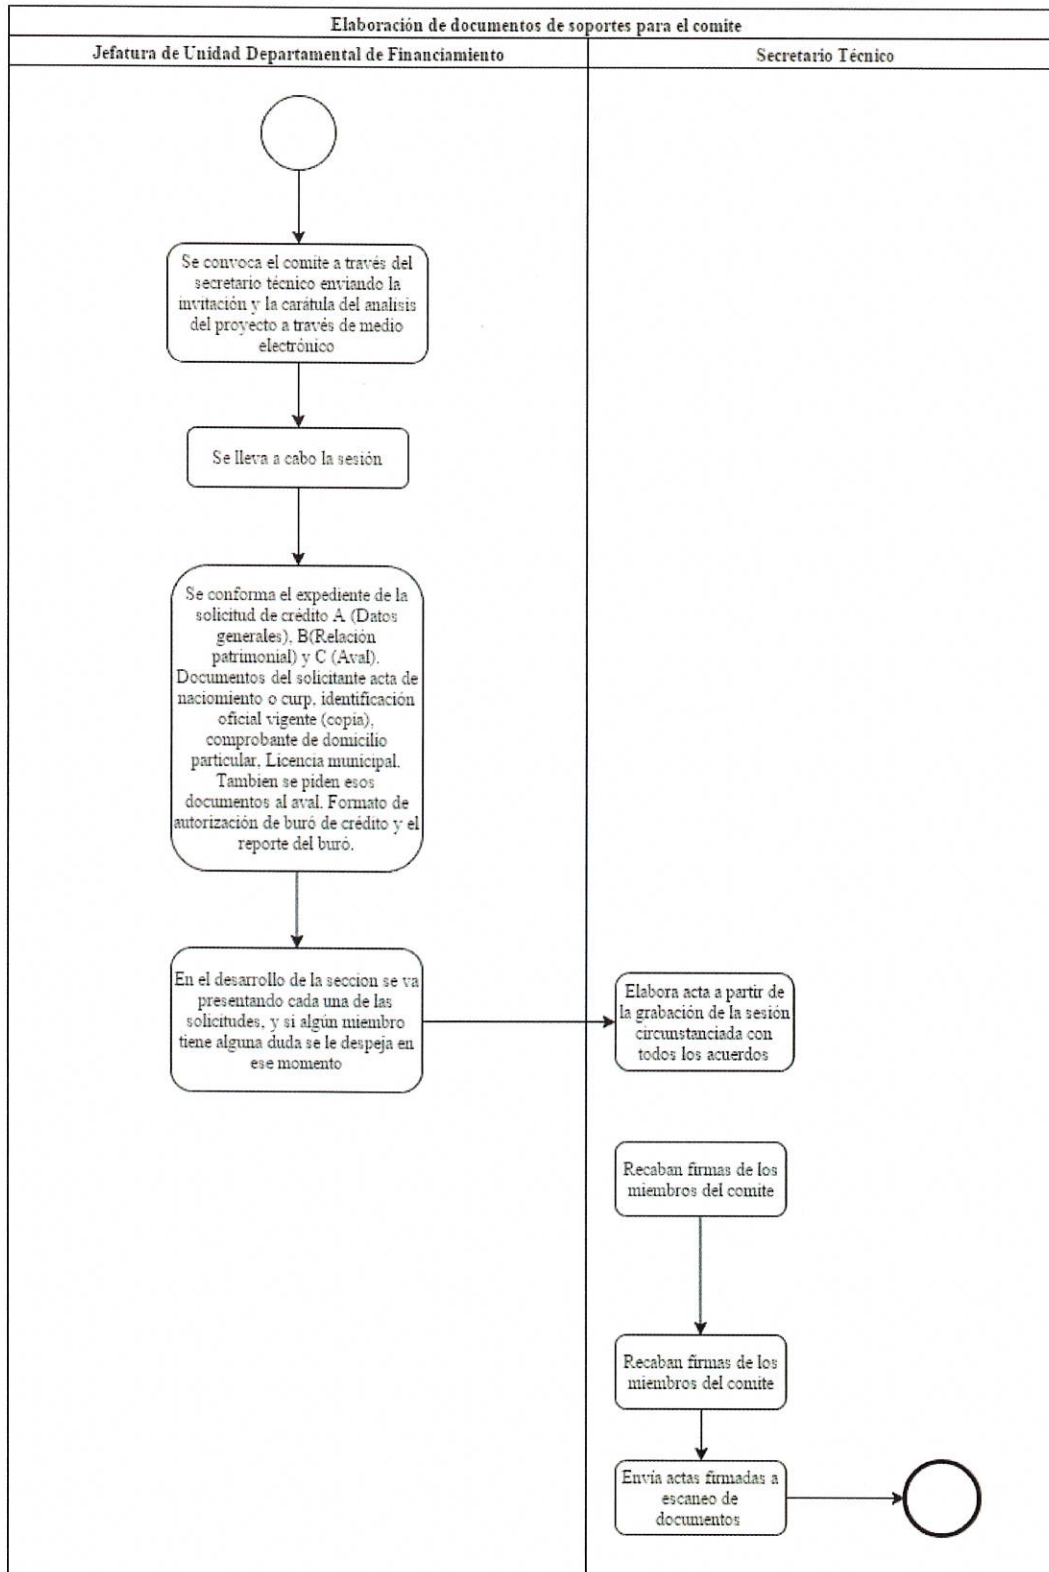 Elaboración de documentos de soportes para el comite
Jefatura de Unidad Departamental de Financiamiento
Secretario Técnico
Se convoca el comite a través del
secretario técnico enviando la
invitación y la carátula del analisis
del proyecto a través de medio
electrónico
Se lleva a cabo la sesión
Se conforma el expediente de la
solicitud de crédito A (Datos
generales), B(Relación
patrimonial) y C (Aval).
Documentos del solicitante acta de
naciomiento o curp, identificación
oficial vigente (copia),
comprobante de domicilio
particular, Licencia municipal.
Tambien se piden esos
documentos al aval. Formato de
autorización de buró de crédito y el
reporte del buró.
En el desarrollo de la seccion se va
presentando cada una de las
solicitudes, y si algún miembro
tiene alguna duda se le despeja en
ese momento
Elabora acta a partir de
la grabación de la sesión
circunstanciada con
todos los acuerdos
Recaban firmas de los
miembros del comite
Recaban firmas de los
miembros del comite
Envía actas firmadas a
escaneo de
documentos